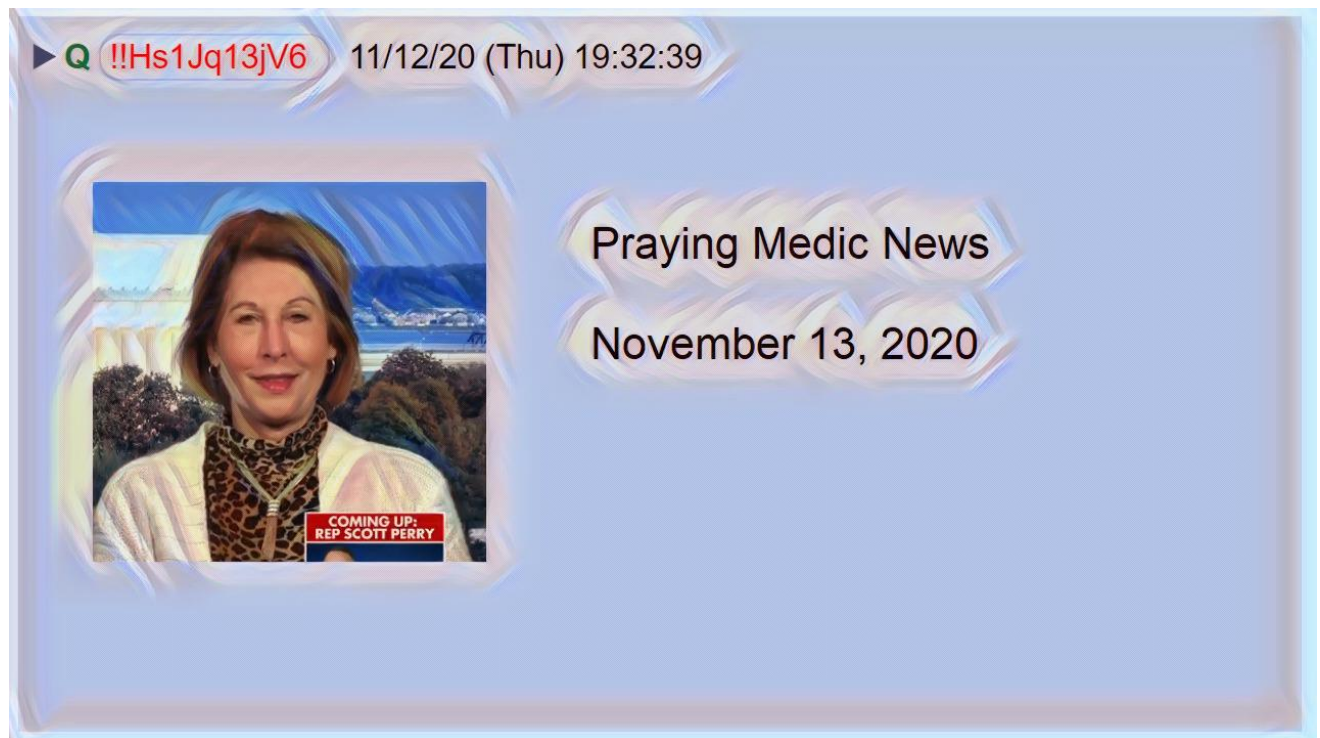 ▶ Q !!Hs1Jq13jV6 11/12/20 (Thu) 19:32:39
Praying Medic News
November 13, 2020
COMING UP:
REP SCOTT PERRY